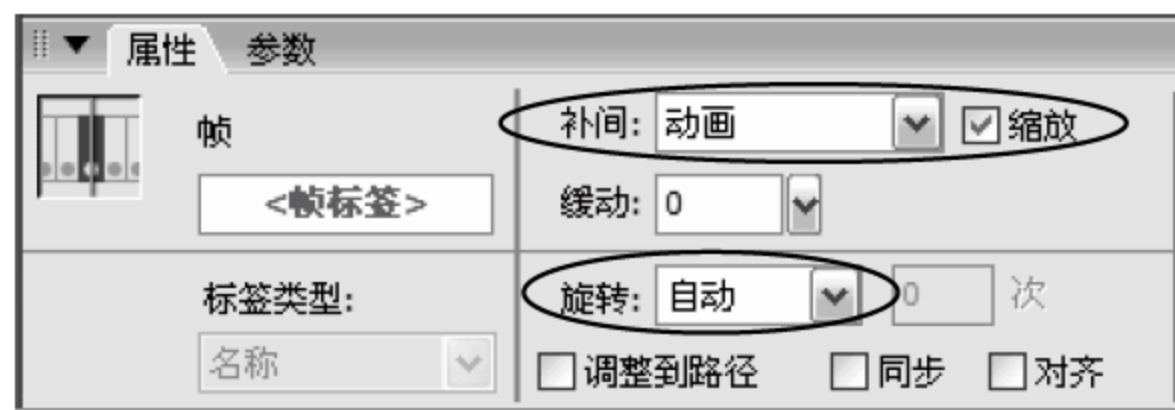 属性 参数
帧 补间: 动画 缩放
<帧标签> 缓动: 0
标签类型: 旋转: 自动 0 次
名称 调整到路径 同步 对齐